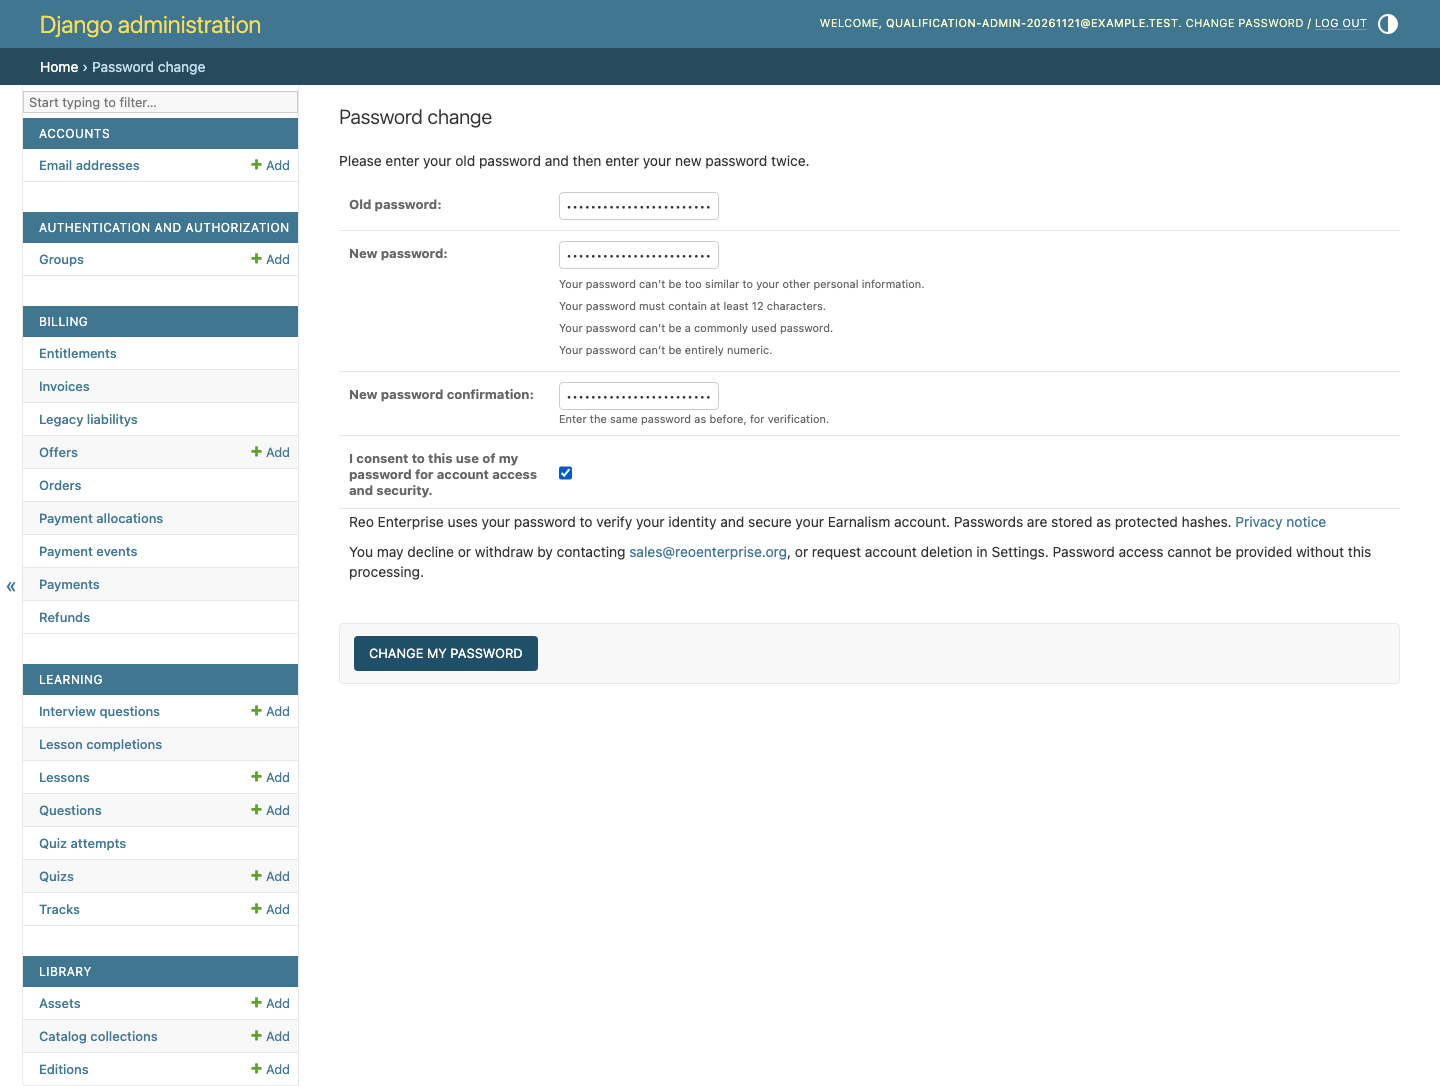 Django administration
WELCOME, QUALIFICATION-ADMIN-20261121@EXAMPLE.TEST. CHANGE PASSWORD / LOG OUT
Home › Password change
Start typing to filter...
ACCOUNTS
Email addresses
Add
AUTHENTICATION AND AUTHORIZATION
Groups
Add
BILLING
Entitlements
Invoices
Legacy liabilitys
Offers
Add
Orders
Payment allocations
Payment events
Payments
Refunds
«
LEARNING
Interview questions
Add
Lesson completions
Lessons
Add
Questions
Add
Quiz attempts
Quizs
Add
Tracks
Add
LIBRARY
Assets
Add
Catalog collections
Add
Editions
Add
Password change
Please enter your old password and then enter your new password twice.
Old password:
New password:
Your password can't be too similar to your other personal information.
Your password must contain at least 12 characters.
Your password can't be a commonly used password.
Your password can't be entirely numeric.
New password confirmation:
Enter the same password as before, for verification.
I consent to this use of my
password for account access
and security.
Reo Enterprise uses your password to verify your identity and secure your Earnalism account. Passwords are stored as protected hashes. Privacy notice
You may decline or withdraw by contacting sales@reoenterprise.org, or request account deletion in Settings. Password access cannot be provided without this
processing.
CHANGE MY PASSWORD